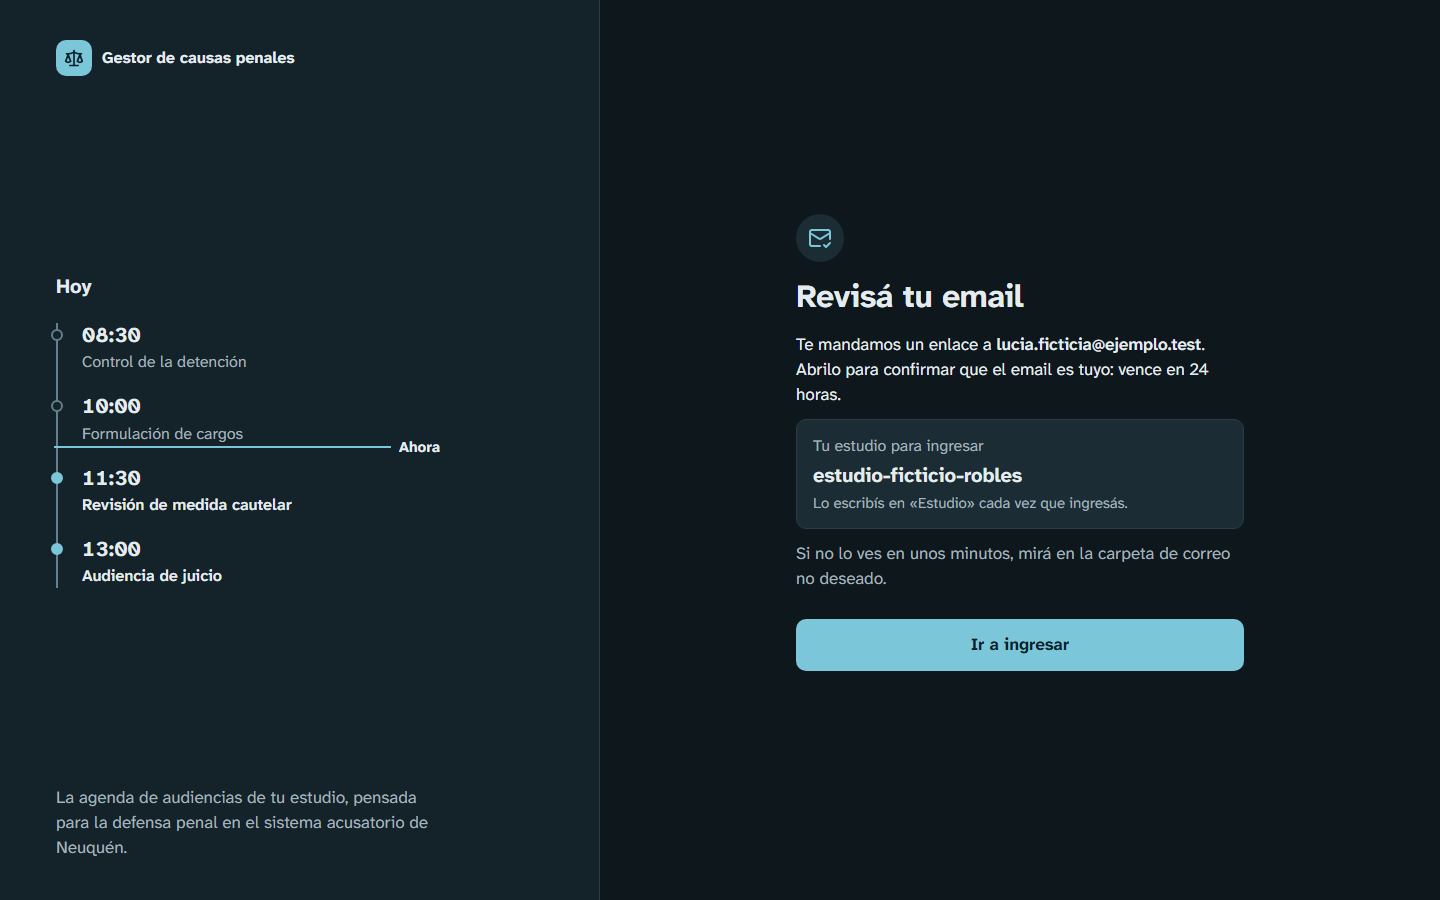 Gestor de causas penales
Hoy
08:30
Control de la detención
10:00
Formulación de cargos
Ahora
11:30
Revisión de medida cautelar
13:00
Audiencia de juicio
La agenda de audiencias de tu estudio, pensada
para la defensa penal en el sistema acusatorio de
Neuquén.
Revisá tu email
Te mandamos un enlace a lucia.ficticia@ejemplo.test.
Abrilo para confirmar que el email es tuyo: vence en 24
horas.
Tu estudio para ingresar
estudio-ficticio-robles
Lo escribís en «Estudio» cada vez que ingresás.
Si no lo ves en unos minutos, mirá en la carpeta de correo
no deseado.
Ir a ingresar